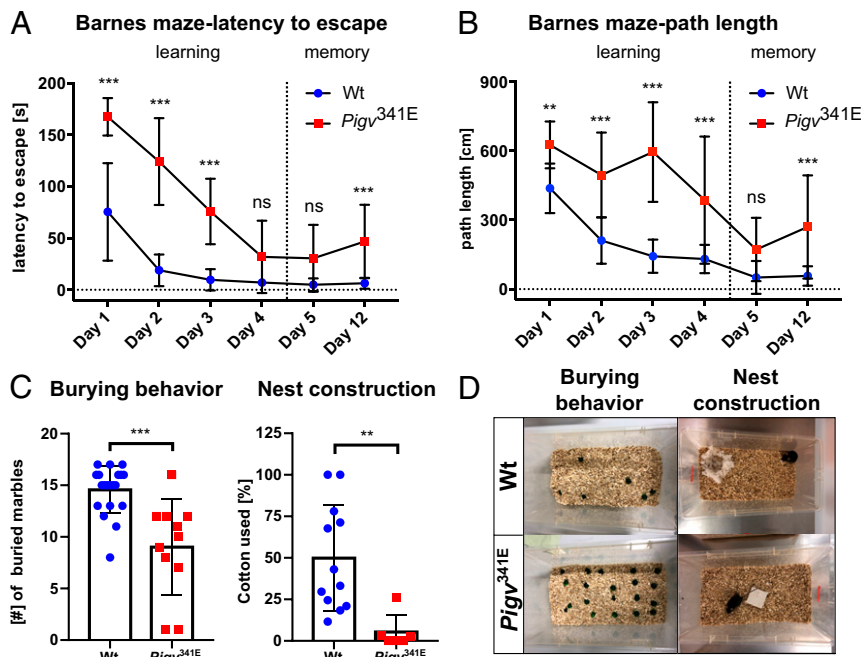 A Barnes maze-latency to escape
learning memory
200
150
100
50
0
latency to escape [s]
*** *** *** ns ns ***
Wt
Pigv341E
Day 1 Day 2 Day 3 Day 4 Day 5 Day 12
B Barnes maze-path length
learning memory
900
600
300
0
path length [cm]
** *** *** *** ns ***
Wt
Pigv341E
Day 1 Day 2 Day 3 Day 4 Day 5 Day 12
C Burying behavior
20
15
10
5
0
[#] of buried marbles
***
Wt Pigv341E
Nest construction
125
100
75
50
25
0
Cotton used [%]
**
Wt Pigv341E
D Burying behavior
Nest construction
Wt
Pigv341E